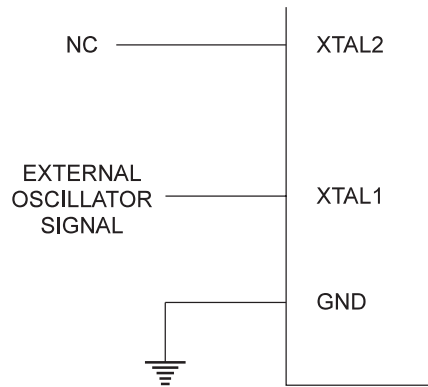 NC
XTAL2
EXTERNAL
OSCILLATOR
SIGNAL
XTAL1
GND